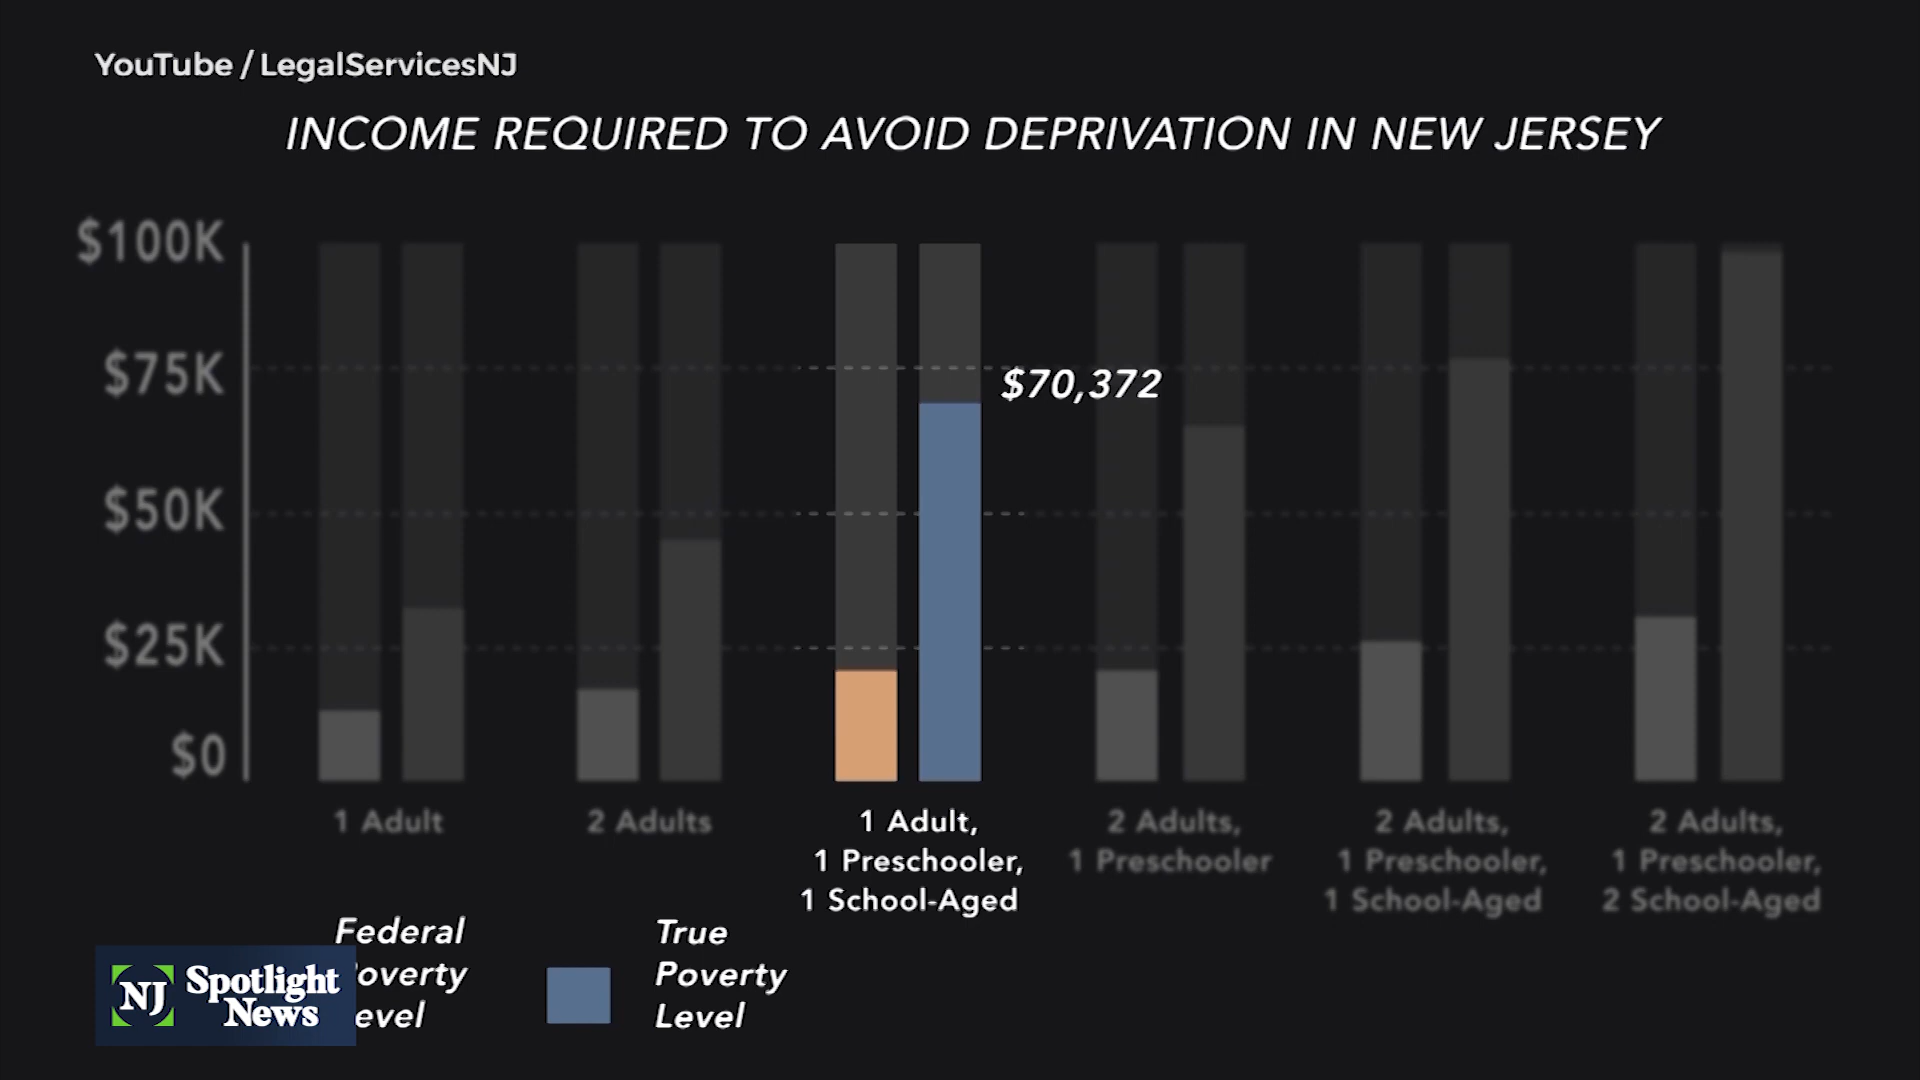 YouTube / LegalServicesNJ
INCOME REQUIRED TO AVOID DEPRIVATION IN NEW JERSEY
$100K
$75K
$70,372
$50K
$25K
$0
1 Adult
2 Adults
1 Adult,
1 Preschooler,
1 School-Aged
2 Adults,
1 Preschooler
2 Adults,
1 Preschooler,
1 School-Aged
2 Adults,
1 Preschooler,
2 School-Aged
Federal
overty
evel
True
Poverty
Level
NJ Spotlight
News